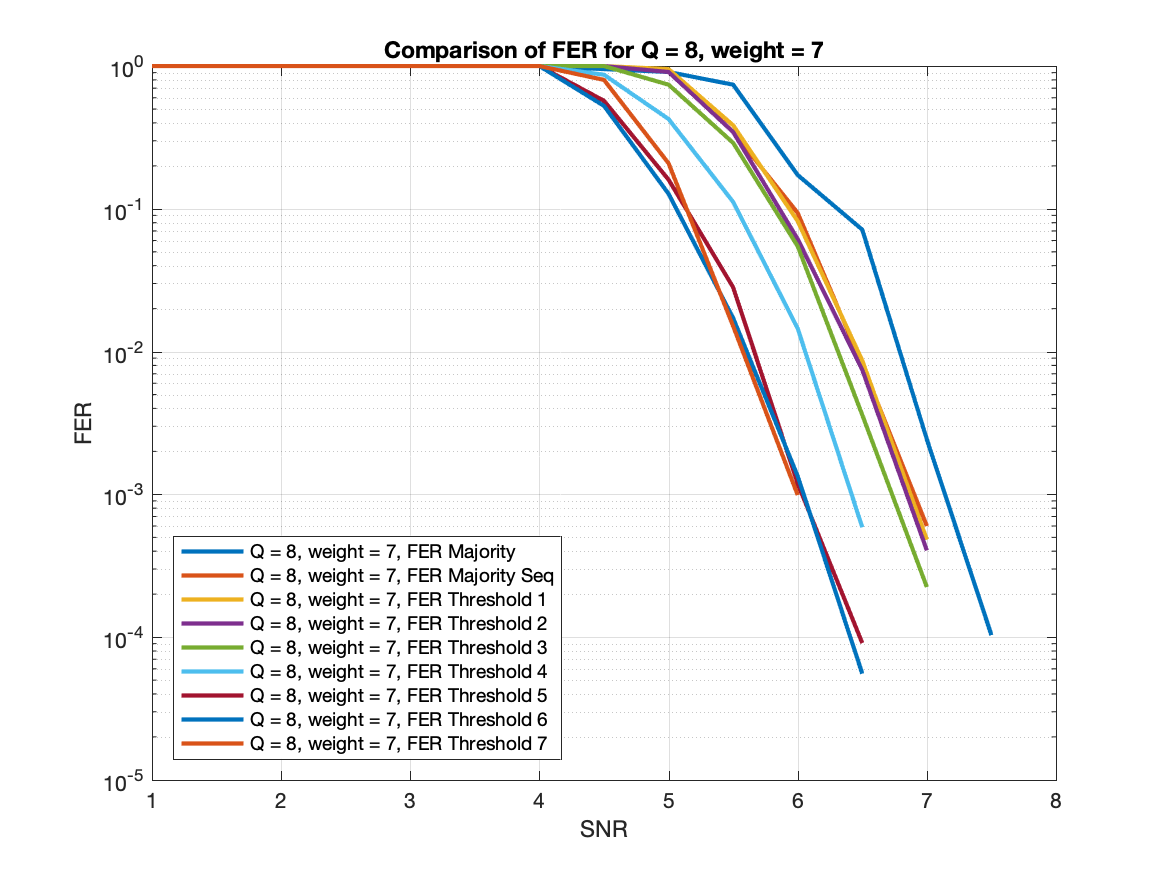 Comparison of FER for Q = 8, weight = 7
10^0
10^-1
10^-2
10^-3
10^-4
10^-5
FER
Q = 8, weight = 7, FER Majority
Q = 8, weight = 7, FER Majority Seq
Q = 8, weight = 7, FER Threshold 1
Q = 8, weight = 7, FER Threshold 2
Q = 8, weight = 7, FER Threshold 3
Q = 8, weight = 7, FER Threshold 4
Q = 8, weight = 7, FER Threshold 5
Q = 8, weight = 7, FER Threshold 6
Q = 8, weight = 7, FER Threshold 7
1 2 3 4 5 6 7 8
SNR